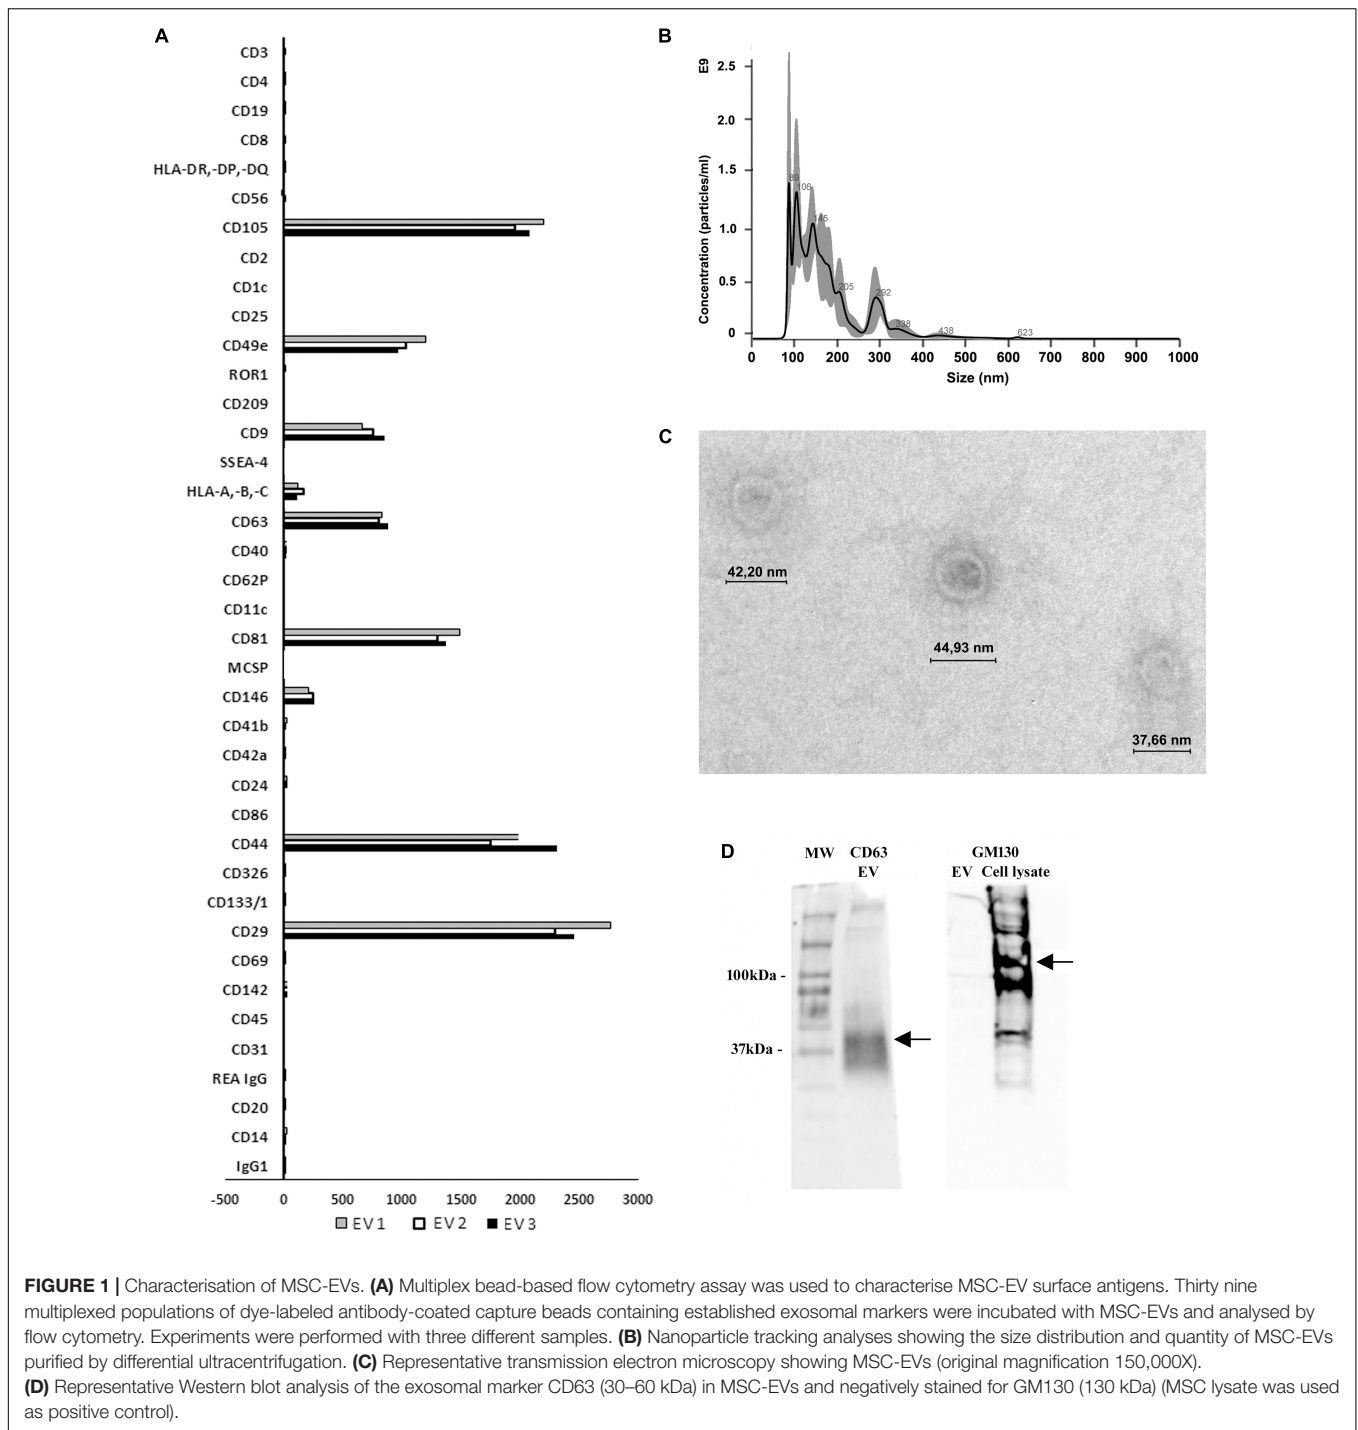 A
CD3
CD4
CD19
CD8
HLA-DR,-DP,-DQ
CD56
CD105
CD2
CD1c
CD25
CD49e
ROR1
CD209
CD9
SSEA-4
HLA-A,-B,-C
CD63
CD40
CD62P
CD11c
CD81
MCSP
CD146
CD41b
CD42a
CD24
CD86
CD44
CD326
CD133/1
CD29
CD69
CD142
CD45
CD31
REA IgG
CD20
CD14
IgG1
-500 0 500 1000 1500 2000 2500 3000
EV1 EV2 EV3
B
E9
Concentration (particles/ml)
2.5
2.0
1.5
1.0
0.5
0
89
106
145
205
292
338
438
623
0 100 200 300 400 500 600 700 800 900 1000
Size (nm)
C
42,20 nm
44,93 nm
37,66 nm
D
MW CD63 GM130
EV EV Cell lysate
100kDa -
37kDa -
FIGURE 1 | Characterisation of MSC-EVs. (A) Multiplex bead-based flow cytometry assay was used to characterise MSC-EV surface antigens. Thirty nine
multiplexed populations of dye-labeled antibody-coated capture beads containing established exosomal markers were incubated with MSC-EVs and analysed by
flow cytometry. Experiments were performed with three different samples. (B) Nanoparticle tracking analyses showing the size distribution and quantity of MSC-EVs
purified by differential ultracentrifugation. (C) Representative transmission electron microscopy showing MSC-EVs (original magnification 150,000X).
(D) Representative Western blot analysis of the exosomal marker CD63 (30–60 kDa) in MSC-EVs and negatively stained for GM130 (130 kDa) (MSC lysate was used
as positive control).